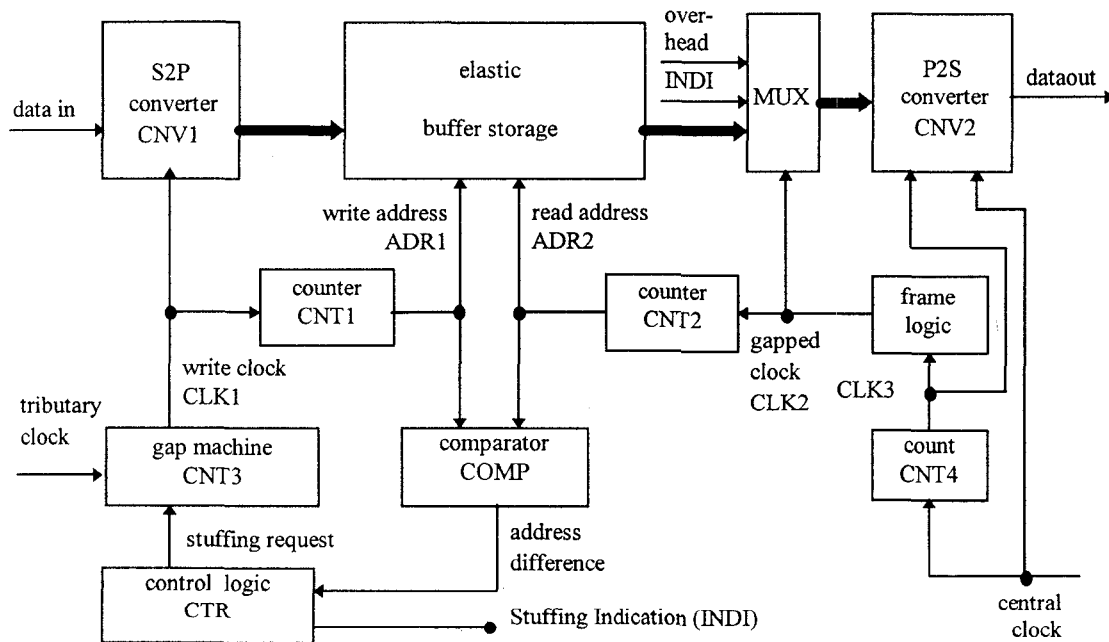 S2P
converter
CNV1
data in
elastic
buffer storage
over-
head
INDI
MUX
P2S
converter
CNV2
dataout
write address
ADR1
read address
ADR2
counter
CNT1
counter
CNT2
gapped
clock
CLK2
frame
logic
CLK3
write clock
CLK1
tributary
clock
gap machine
CNT3
comparator
COMP
count
CNT4
stuffing request
address
difference
control logic
CTR
Stuffing Indication (INDI)
central
clock